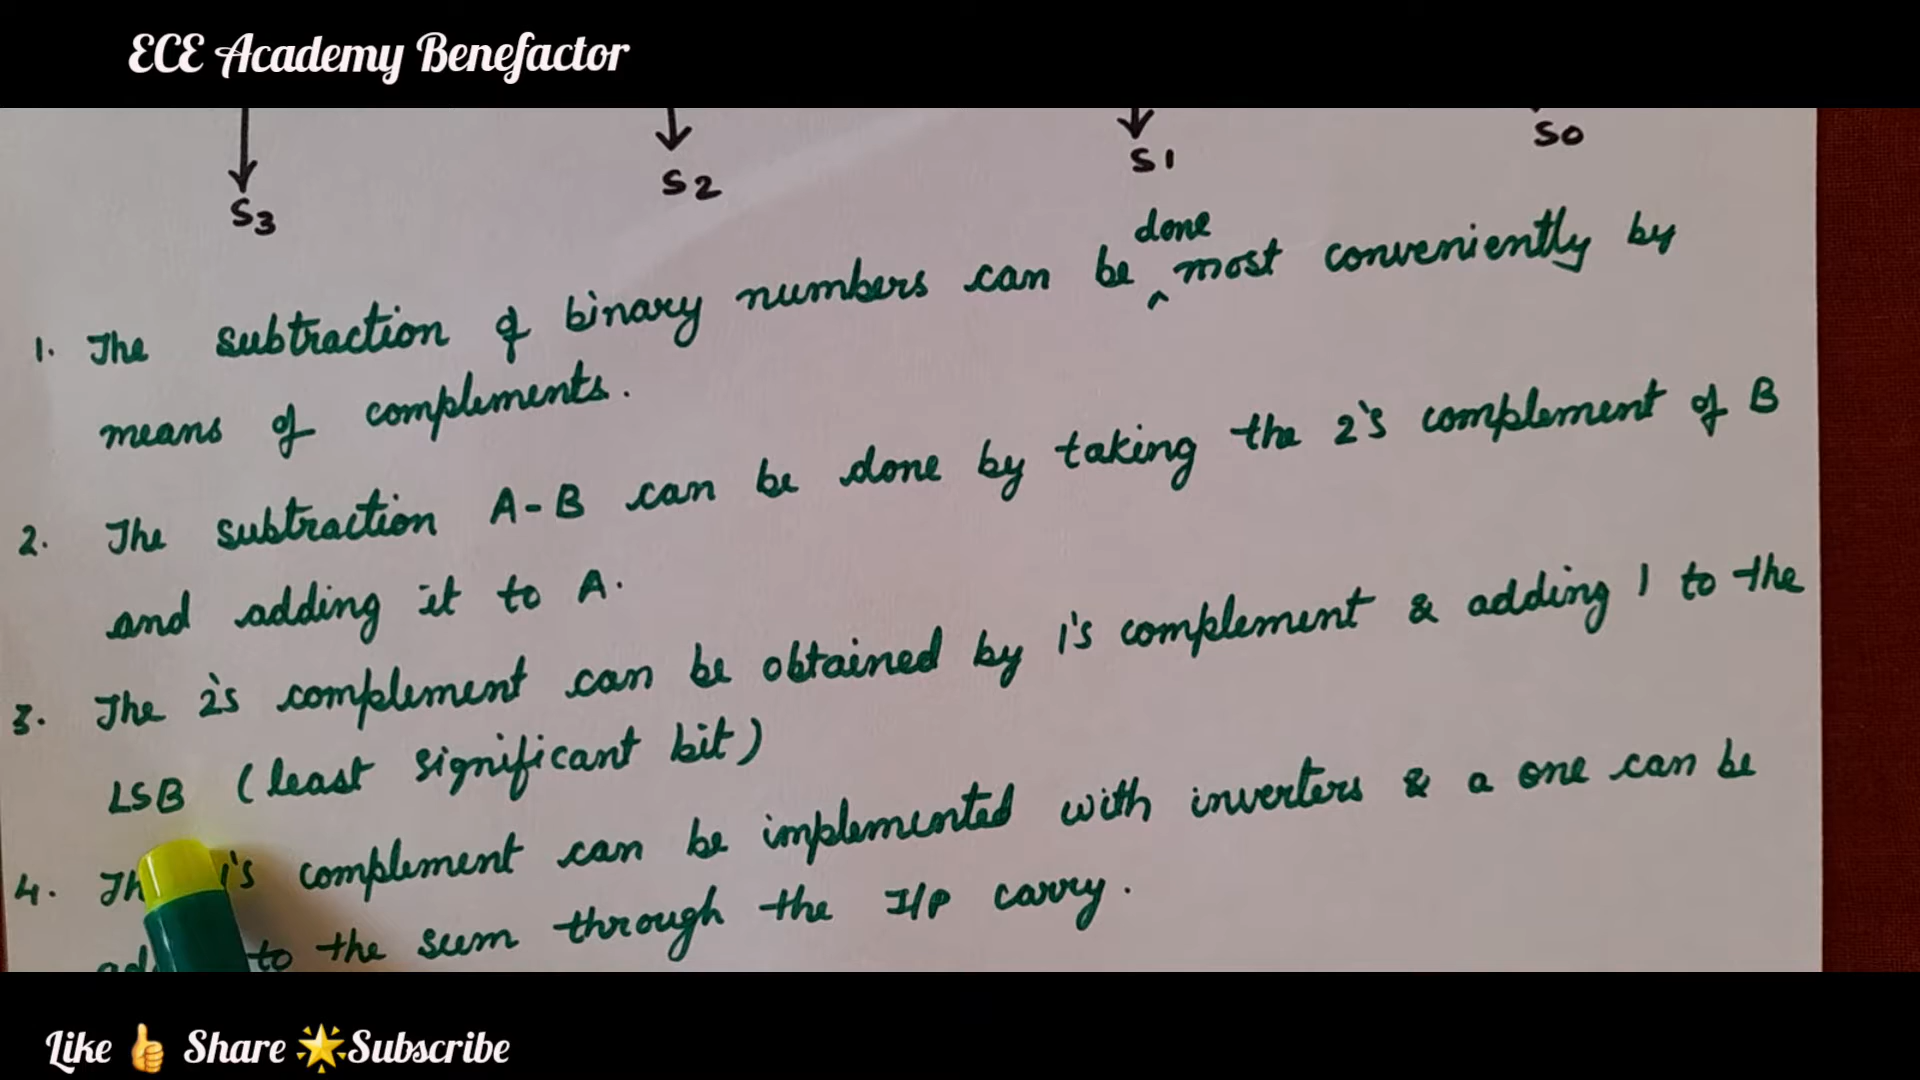 ECE Academy Benefactor
S3 S2 S1 S0
done
1. The subtraction of binary numbers can be ^ most conveniently by
means of complements.
2. The subtraction A-B can be done by taking the 2's complement of B
and adding it to A.
3. The 2's complement can be obtained by 1's complement & adding 1 to the
LSB (least significant bit)
4. 1's complement can be implemented with inverters & a one can be
to the sum through the I/P carry.
Like 👍 Share 🌟Subscribe